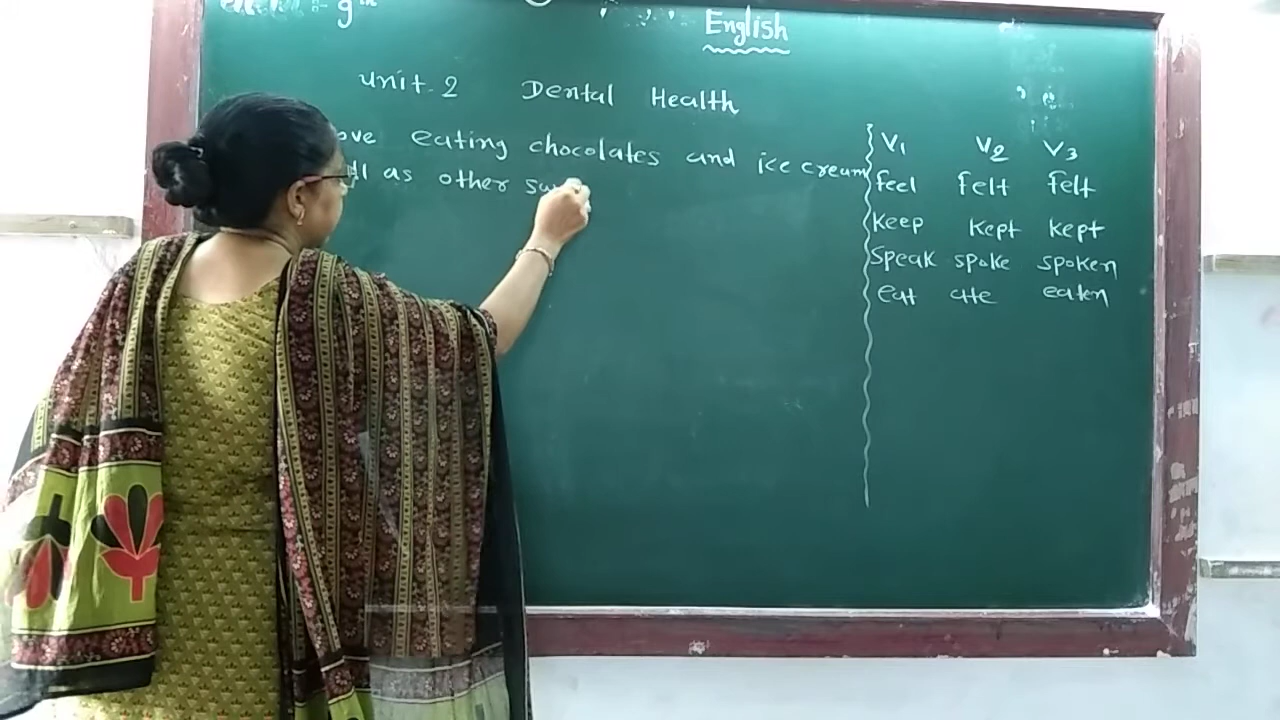 9th
English
Unit-2 Dental Health
eating chocolates and ice cream
as other
V1 V2 V3
feel felt felt
keep kept kept
speak spoke spoken
eat ate eaten